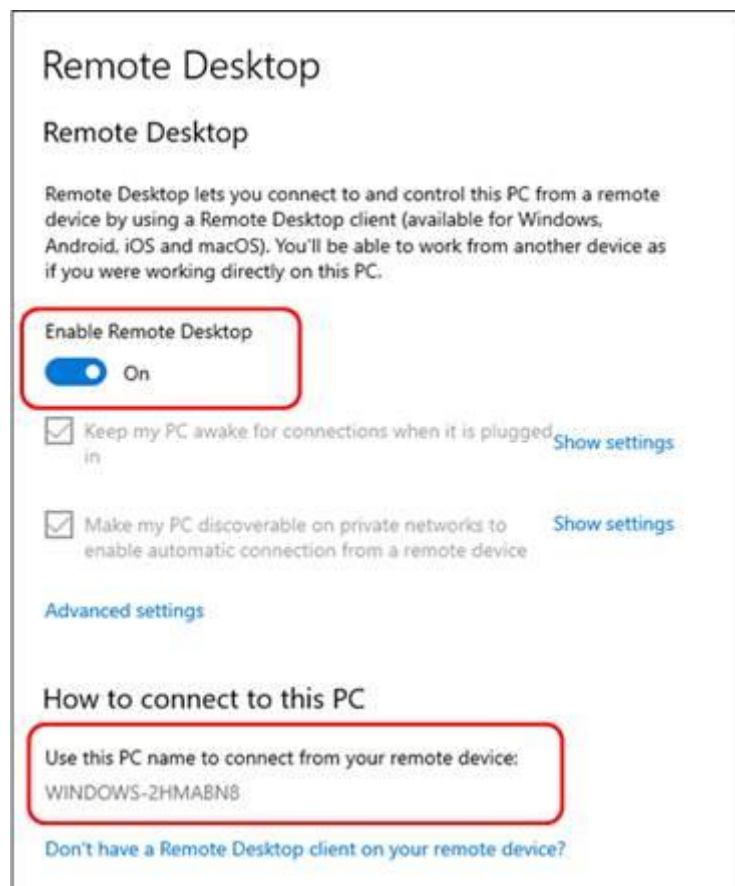 Remote Desktop
Remote Desktop
Remote Desktop lets you connect to and control this PC from a remote
device by using a Remote Desktop client (available for Windows,
Android, iOS and macOS). You'll be able to work from another device as
if you were working directly on this PC.
Enable Remote Desktop
On
Keep my PC awake for connections when it is plugged
in
Show settings
Make my PC discoverable on private networks to
enable automatic connection from a remote device
Show settings
Advanced settings
How to connect to this PC
Use this PC name to connect from your remote device:
WINDOWS-2HMABN8
Don't have a Remote Desktop client on your remote device?